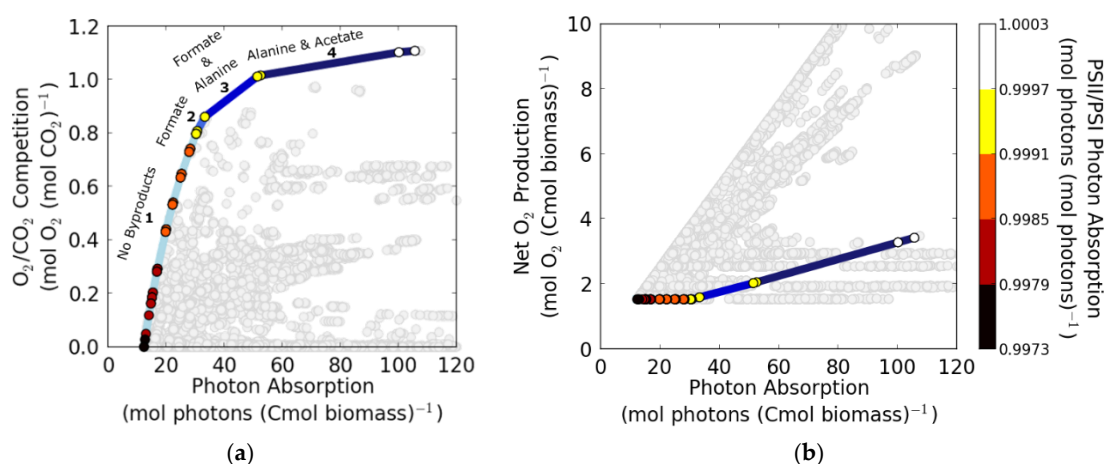 1.2
1.0
0.8
0.6
0.4
0.2
0.0
O₂/CO₂ Competition
(mol O₂ (mol CO₂)⁻¹)
No Byproducts
1
Formate
2
Formate
&
Alanine
3
Alanine & Acetate
4
0 20 40 60 80 100 120
Photon Absorption
(mol photons (Cmol biomass)⁻¹
(a)
10
8
6
4
2
0
Net O₂ Production
(mol O₂ (Cmol biomass)⁻¹
0 20 40 60 80 100 120
Photon Absorption
(mol photons (Cmol biomass)⁻¹
(b)
1.0003
0.9997
0.9991
0.9985
0.9979
0.9973
PSII/PSI Photon Absorption
(mol photons (mol photons)⁻¹)